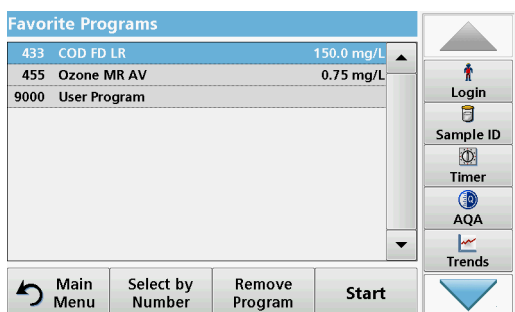 Favorite Programs
433 COD FD LR 150.0 mg/L
455 Ozone MR AV 0.75 mg/L
9000 User Program
Login
Sample ID
Timer
AQA
Trends
Main Menu
Select by Number
Remove Program
Start